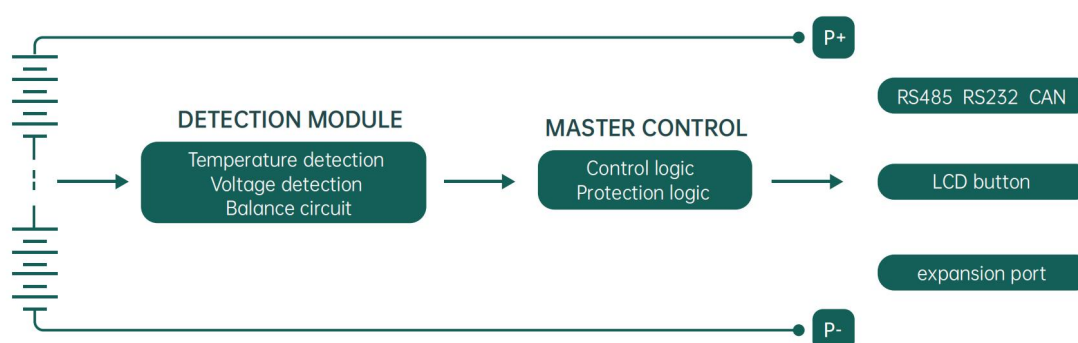 P+
RS485 RS232 CAN
DETECTION MODULE
Temperature detection
Voltage detection
Balance circuit
MASTER CONTROL
Control logic
Protection logic
LCD button
expansion port
P-